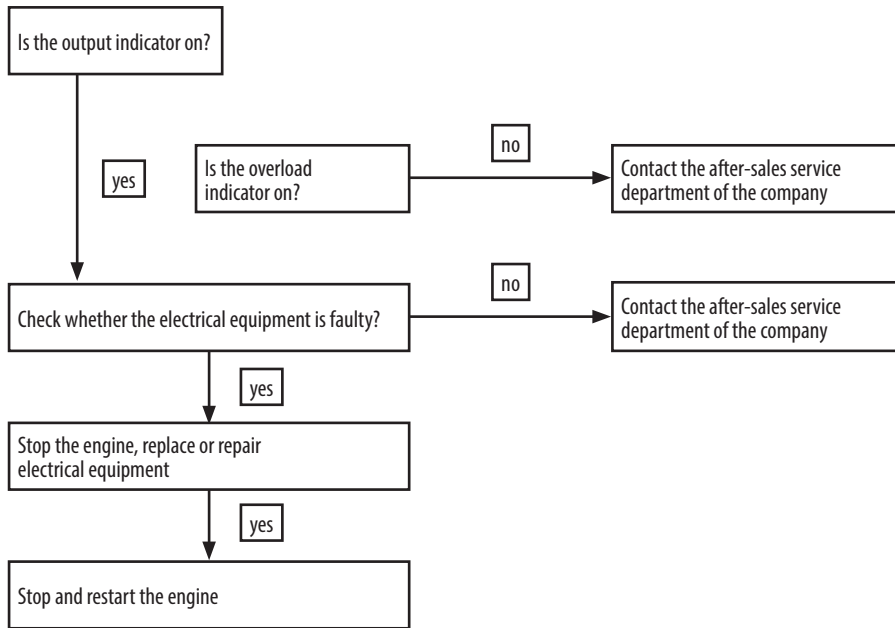 Is the output indicator on?
no
yes
Is the overload
indicator on?
Contact the after-sales service
department of the company
no
Check whether the electrical equipment is faulty?
Contact the after-sales service
department of the company
yes
Stop the engine, replace or repair
electrical equipment
yes
Stop and restart the engine